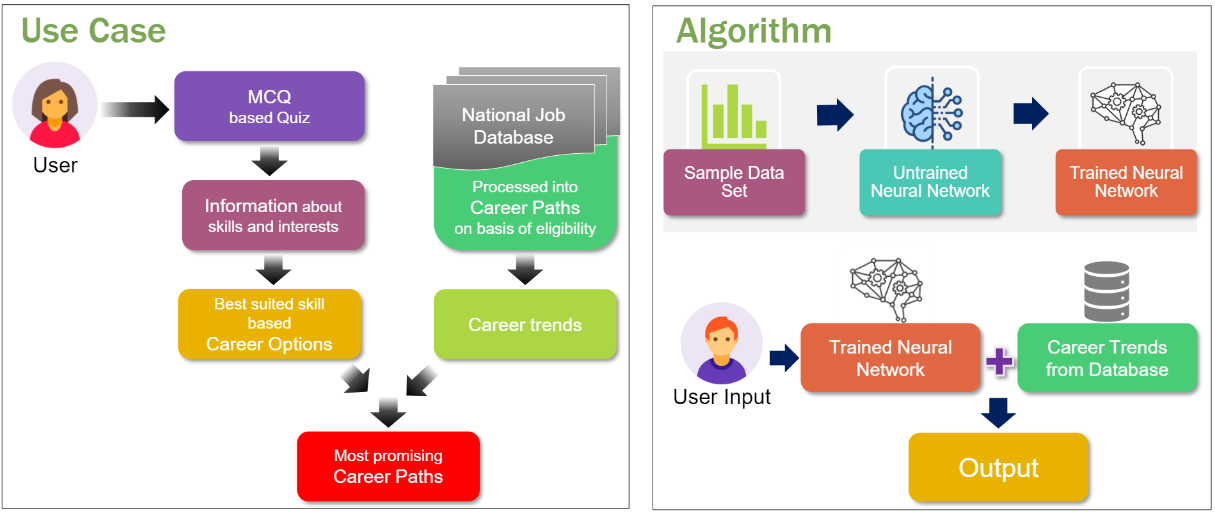 Use Case
User
MCQ
based Quiz
Information about
skills and interests
Best suited skill
based
Career Options
National Job
Database
Processed into
Career Paths
on basis of eligibility
Career trends
Most promising
Career Paths
Algorithm
Sample Data
Set
Untrained
Neural Network
Trained Neural
Network
User Input
Trained Neural
Network
Career Trends
from Database
Output